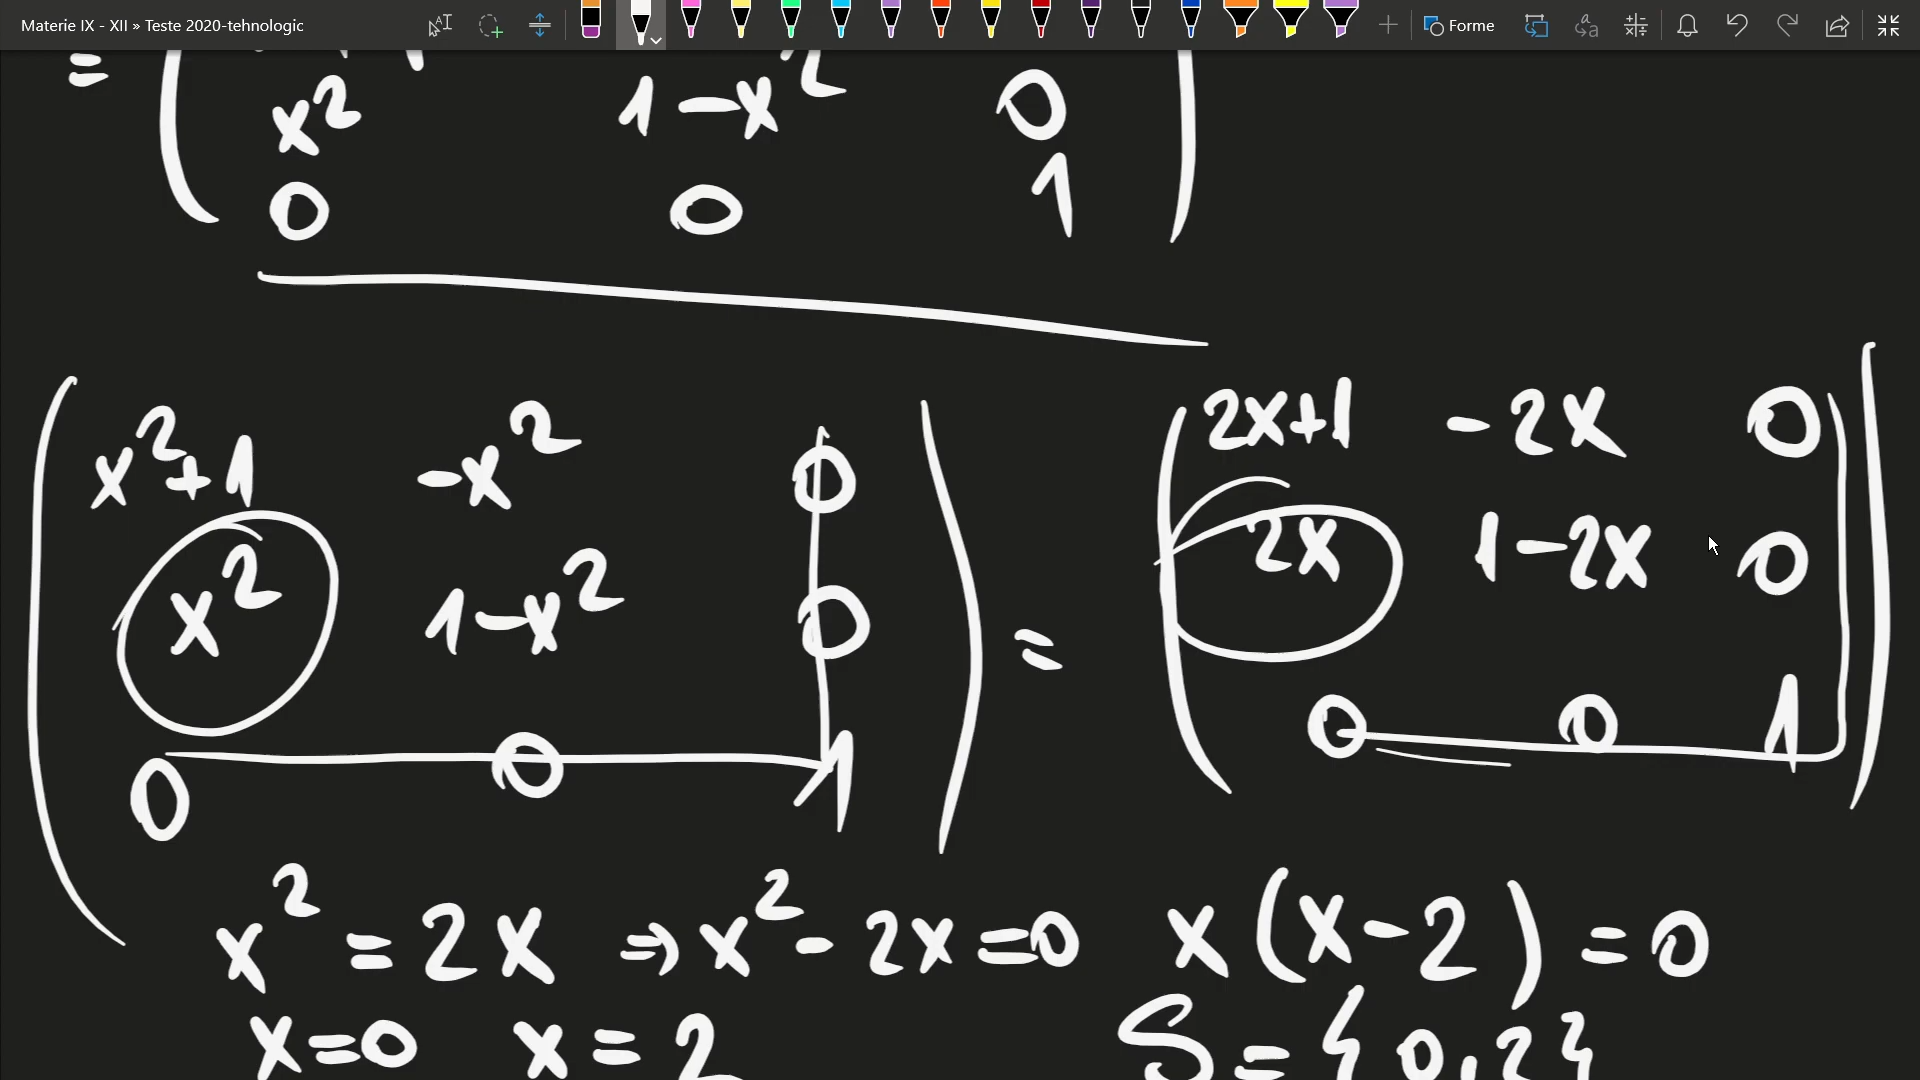 Materie IX - XII » Teste 2020-tehnologic
Forme
= ( x² 1-x² 0
0 0 1 )
( x²+1 -x² 0 ) = ( 2x+1 -2x 0 )
x² 1-x² 0 2x 1-2x 0
0 0 1 0 0 1
x² = 2x ⇒ x² - 2x = 0 x(x-2) = 0
x=0 x=2 S={0,2}